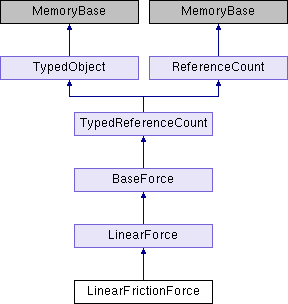 MemoryBase MemoryBase
TypedObject ReferenceCount
TypedReferenceCount
BaseForce
LinearForce
LinearFrictionForce